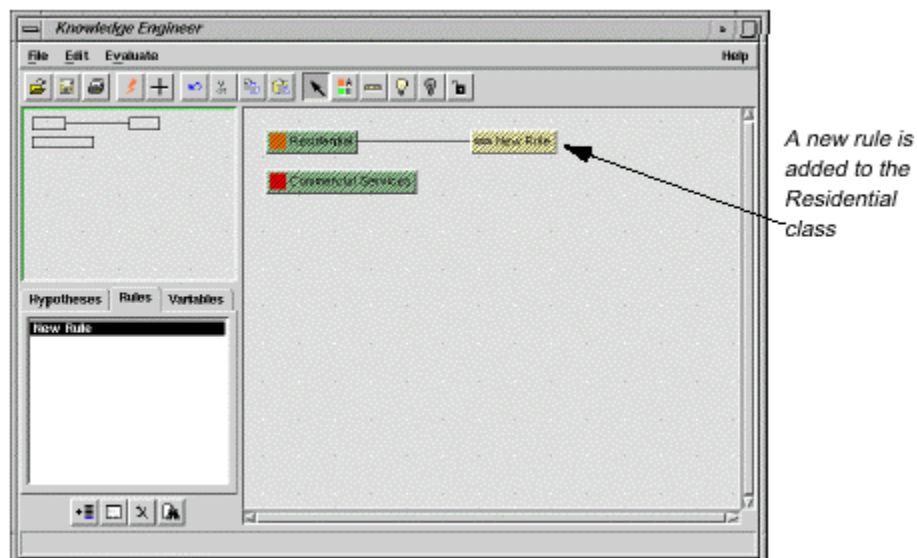 Knowledge Engineer
File Edit Evaluate
Help
Residential
New Rule
Commercial Services
Hypotheses Rules Variables
New Rule
A new rule is
added to the
Residential
class